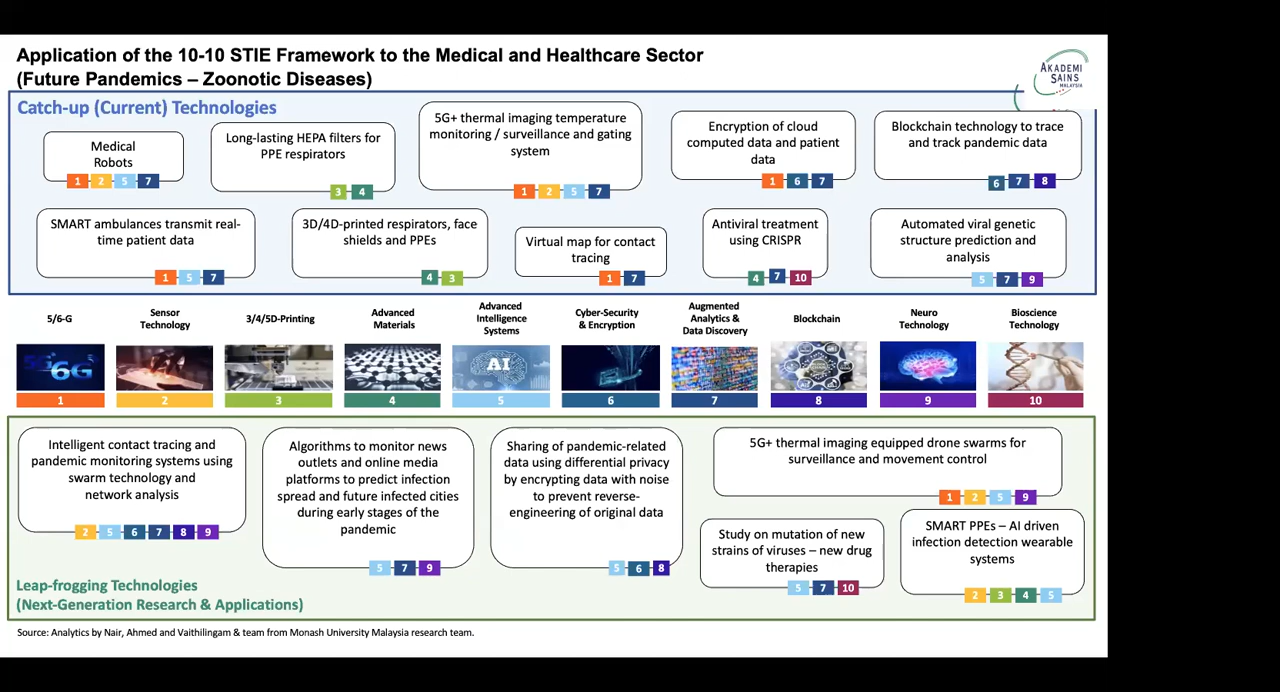 Application of the 10-10 STIE Framework to the Medical and Healthcare Sector
(Future Pandemics – Zoonotic Diseases)
AKADEMI
SAINS
MALAYSIA
Catch-up (Current) Technologies
Medical
Robots
1 2 5 7
Long-lasting HEPA filters for
PPE respirators
3 4
5G+ thermal imaging temperature
monitoring / surveillance and gating
system
1 2 5 7
Encryption of cloud
computed data and patient
data
1 6 7
Blockchain technology to trace
and track pandemic data
6 7 8
SMART ambulances transmit real-
time patient data
1 5 7
3D/4D-printed respirators, face
shields and PPEs
4 3
Virtual map for contact
tracing
1 7
Antiviral treatment
using CRISPR
4 7 10
Automated viral genetic
structure prediction and
analysis
5 7 9
5/6-G
Sensor
Technology
3/4/5D-Printing
Advanced
Materials
Advanced
Intelligence
Systems
Cyber-Security
& Encryption
Augmented
Analytics &
Data Discovery
Blockchain
Neuro
Technology
Bioscience
Technology
6G
AI
1 2 3 4 5 6 7 8 9 10
Intelligent contact tracing and
pandemic monitoring systems using
swarm technology and
network analysis
2 5 6 7 8 9
Algorithms to monitor news
outlets and online media
platforms to predict infection
spread and future infected cities
during early stages of the
pandemic
5 7 9
Sharing of pandemic-related
data using differential privacy
by encrypting data with noise
to prevent reverse-
engineering of original data
5 6 8
5G+ thermal imaging equipped drone swarms for
surveillance and movement control
1 2 5 9
Study on mutation of new
strains of viruses – new drug
therapies
5 7 10
SMART PPEs – AI driven
infection detection wearable
systems
2 3 4 5
Leap-frogging Technologies
(Next-Generation Research & Applications)
Source: Analytics by Nair, Ahmed and Vaithilingam & team from Monash University Malaysia research team.